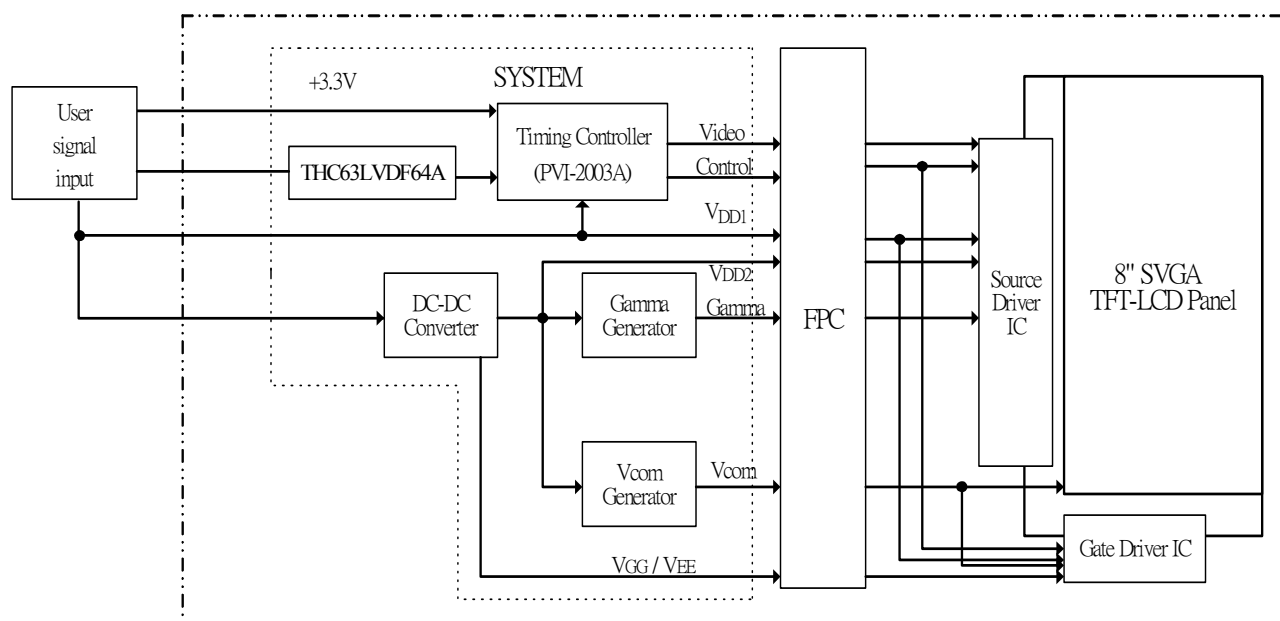 +3.3V
SYSTEM
User
signal
input
THC63LVDF64A
Timing Controller
(PVI-2003A)
Video
Control
VDD1
VDD2
DC-DC
Converter
Gamma
Generator
Gamma
FPC
Source
Driver
IC
8" SVGA
TFT-LCD Panel
Vcom
Generator
Vcom
Gate Driver IC
VGG / VEE